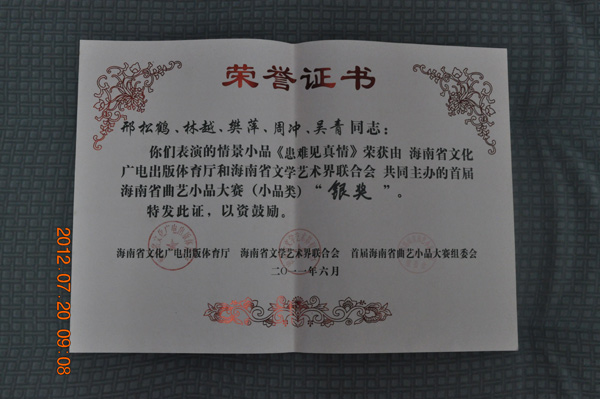 荣誉证书
邢松鹤、林越、樊萍、周冲、吴青同志：
你们表演的情景小品《患难见真情》荣获由 海南省文化
广电出版体育厅和海南省文学艺术界联合会 共同主办的首届
海南省曲艺小品大赛（小品类）“银奖”。
特发此证，以资鼓励。
海南省文化广电出版体育厅 海南省文学艺术界联合会 首届海南省曲艺小品大赛组委会
二〇一一年六月
2012 07 20 09:08